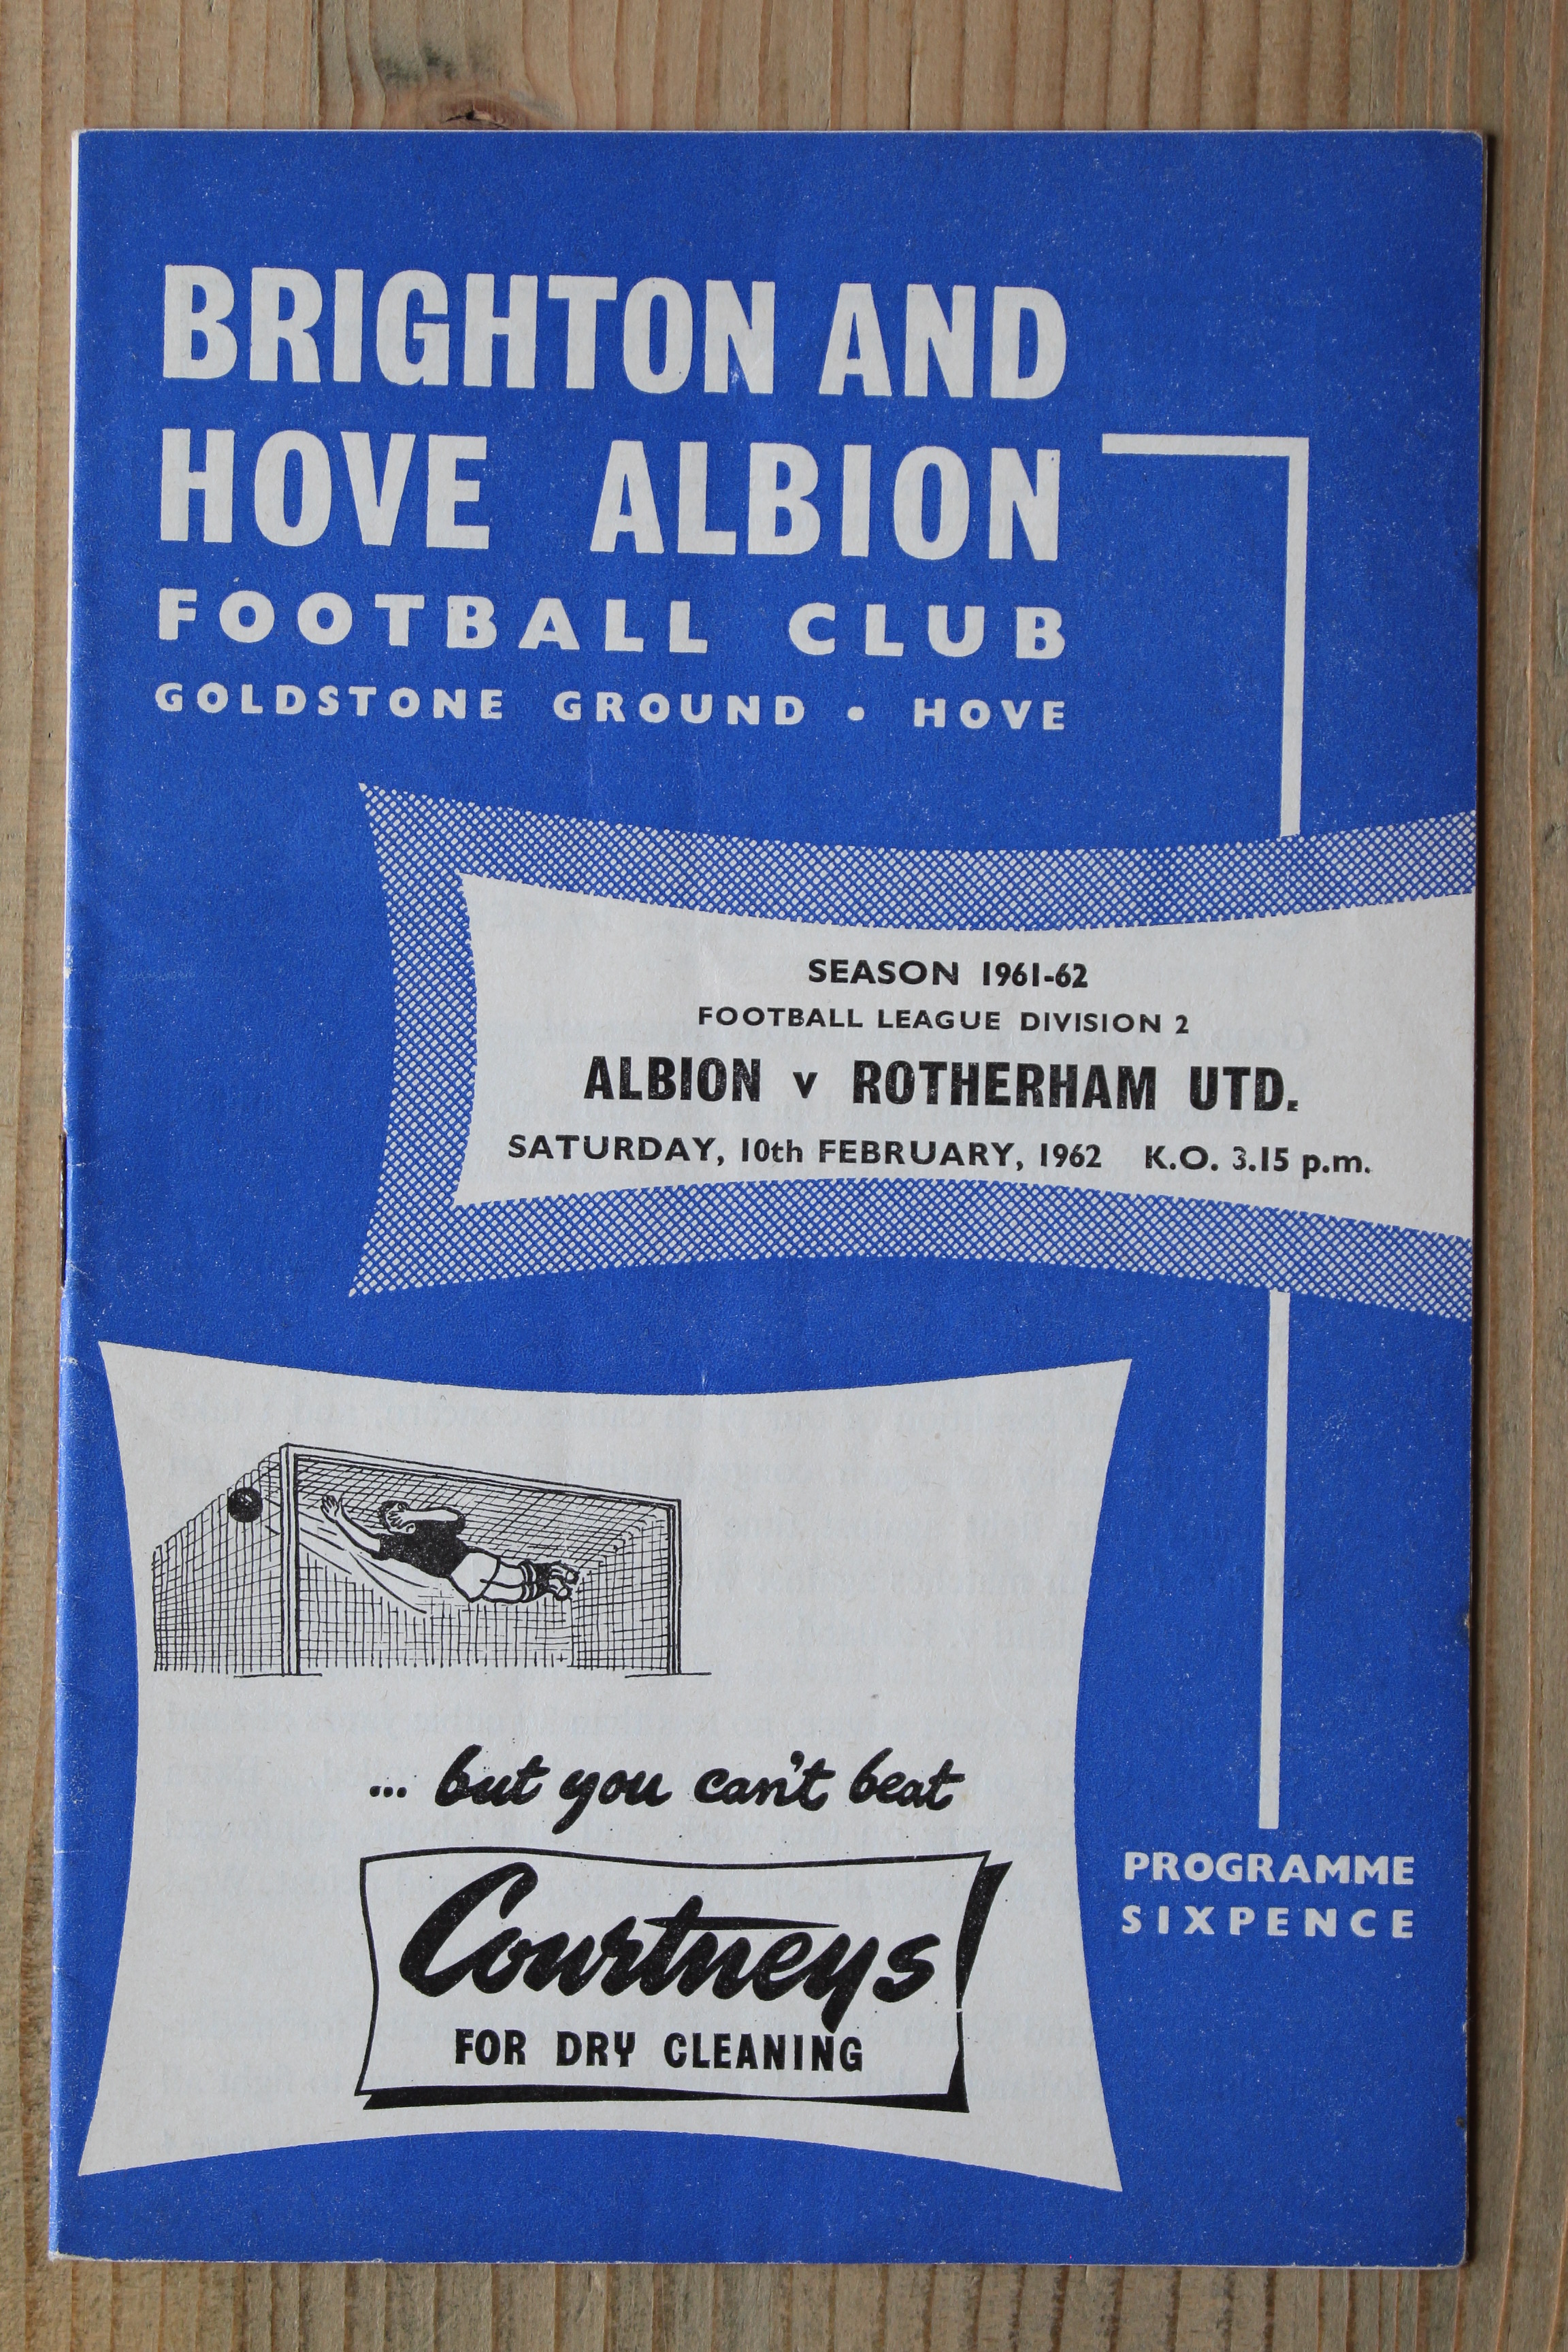 BRIGHTON AND
HOVE ALBION
FOOTBALL CLUB
GOLDSTONE GROUND • HOVE
SEASON 1961-62
FOOTBALL LEAGUE DIVISION 2
ALBION v ROTHERHAM UTD.
SATURDAY, 10th FEBRUARY, 1962 K.O. 3.15 p.m.
... but you can't beat
Courtneys
FOR DRY CLEANING
PROGRAMME
SIXPENCE